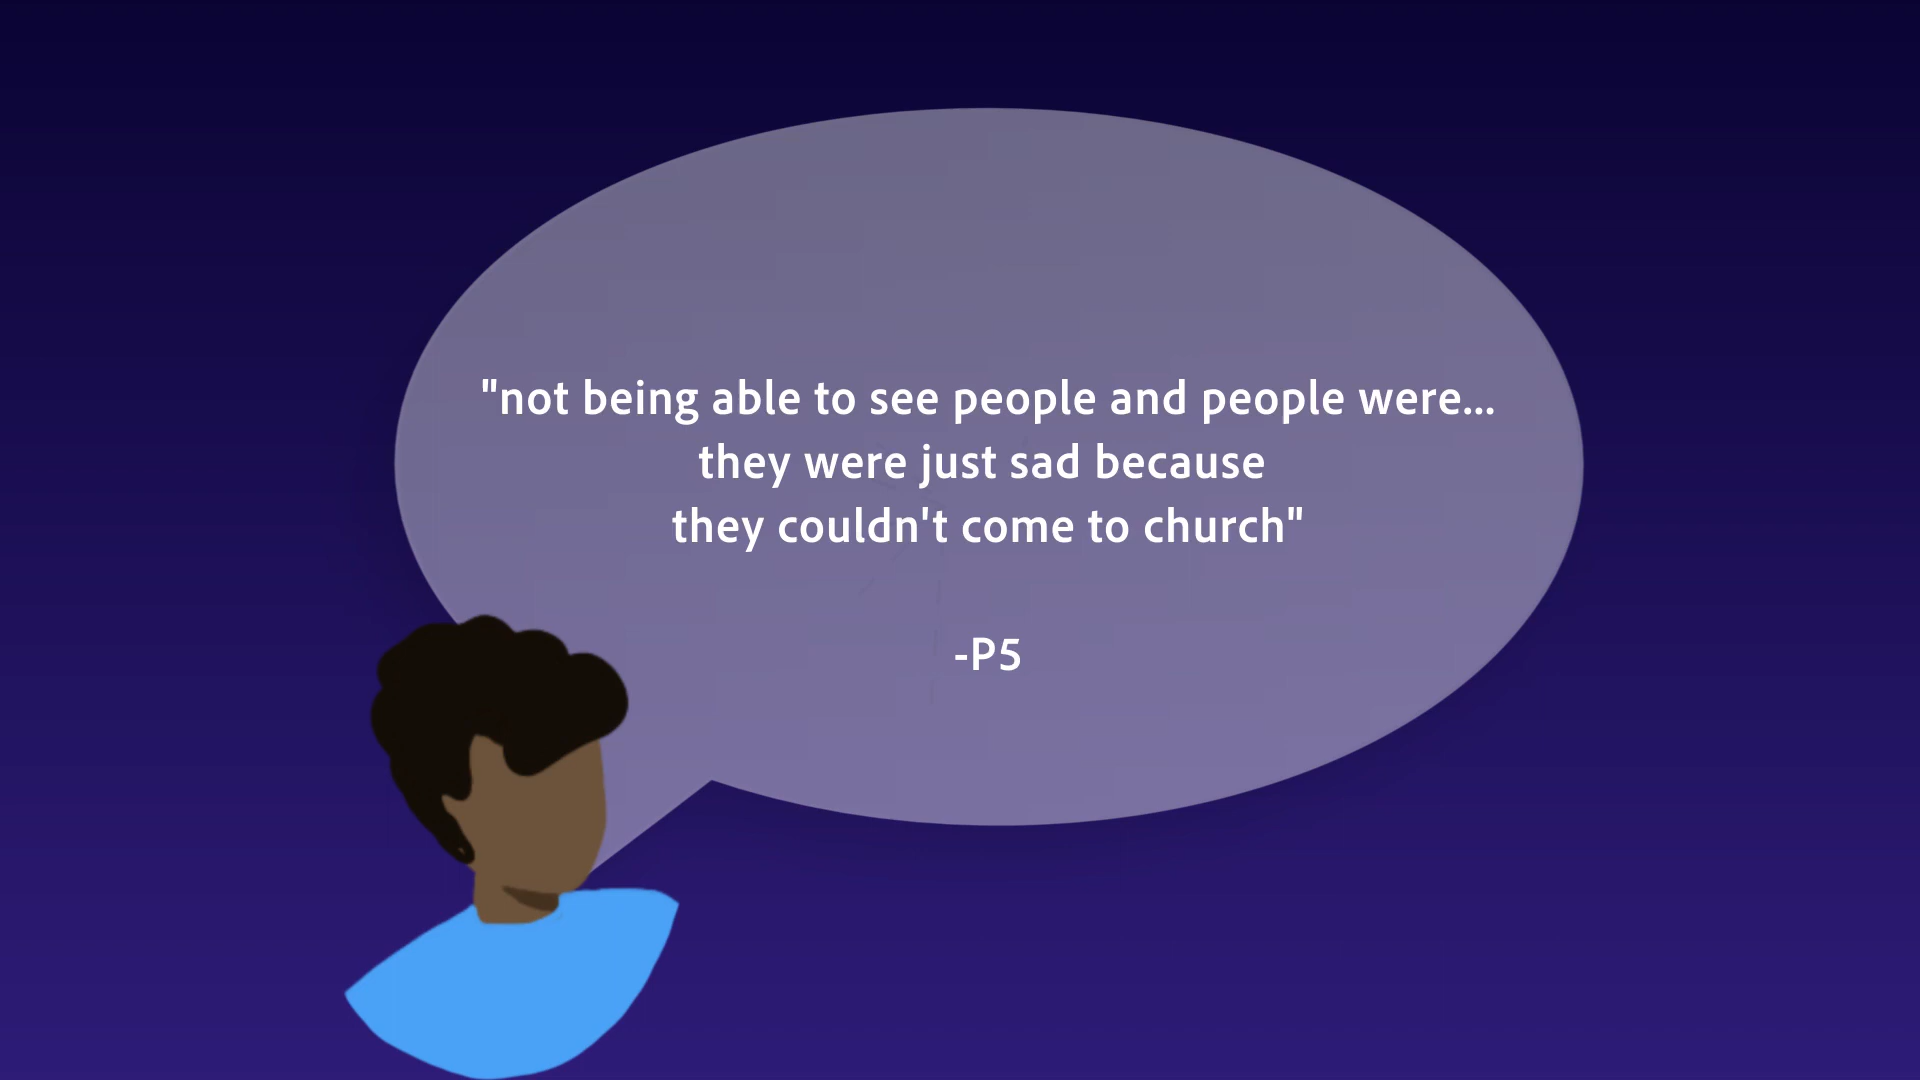 "not being able to see people and people were...
they were just sad because
they couldn't come to church"
-P5